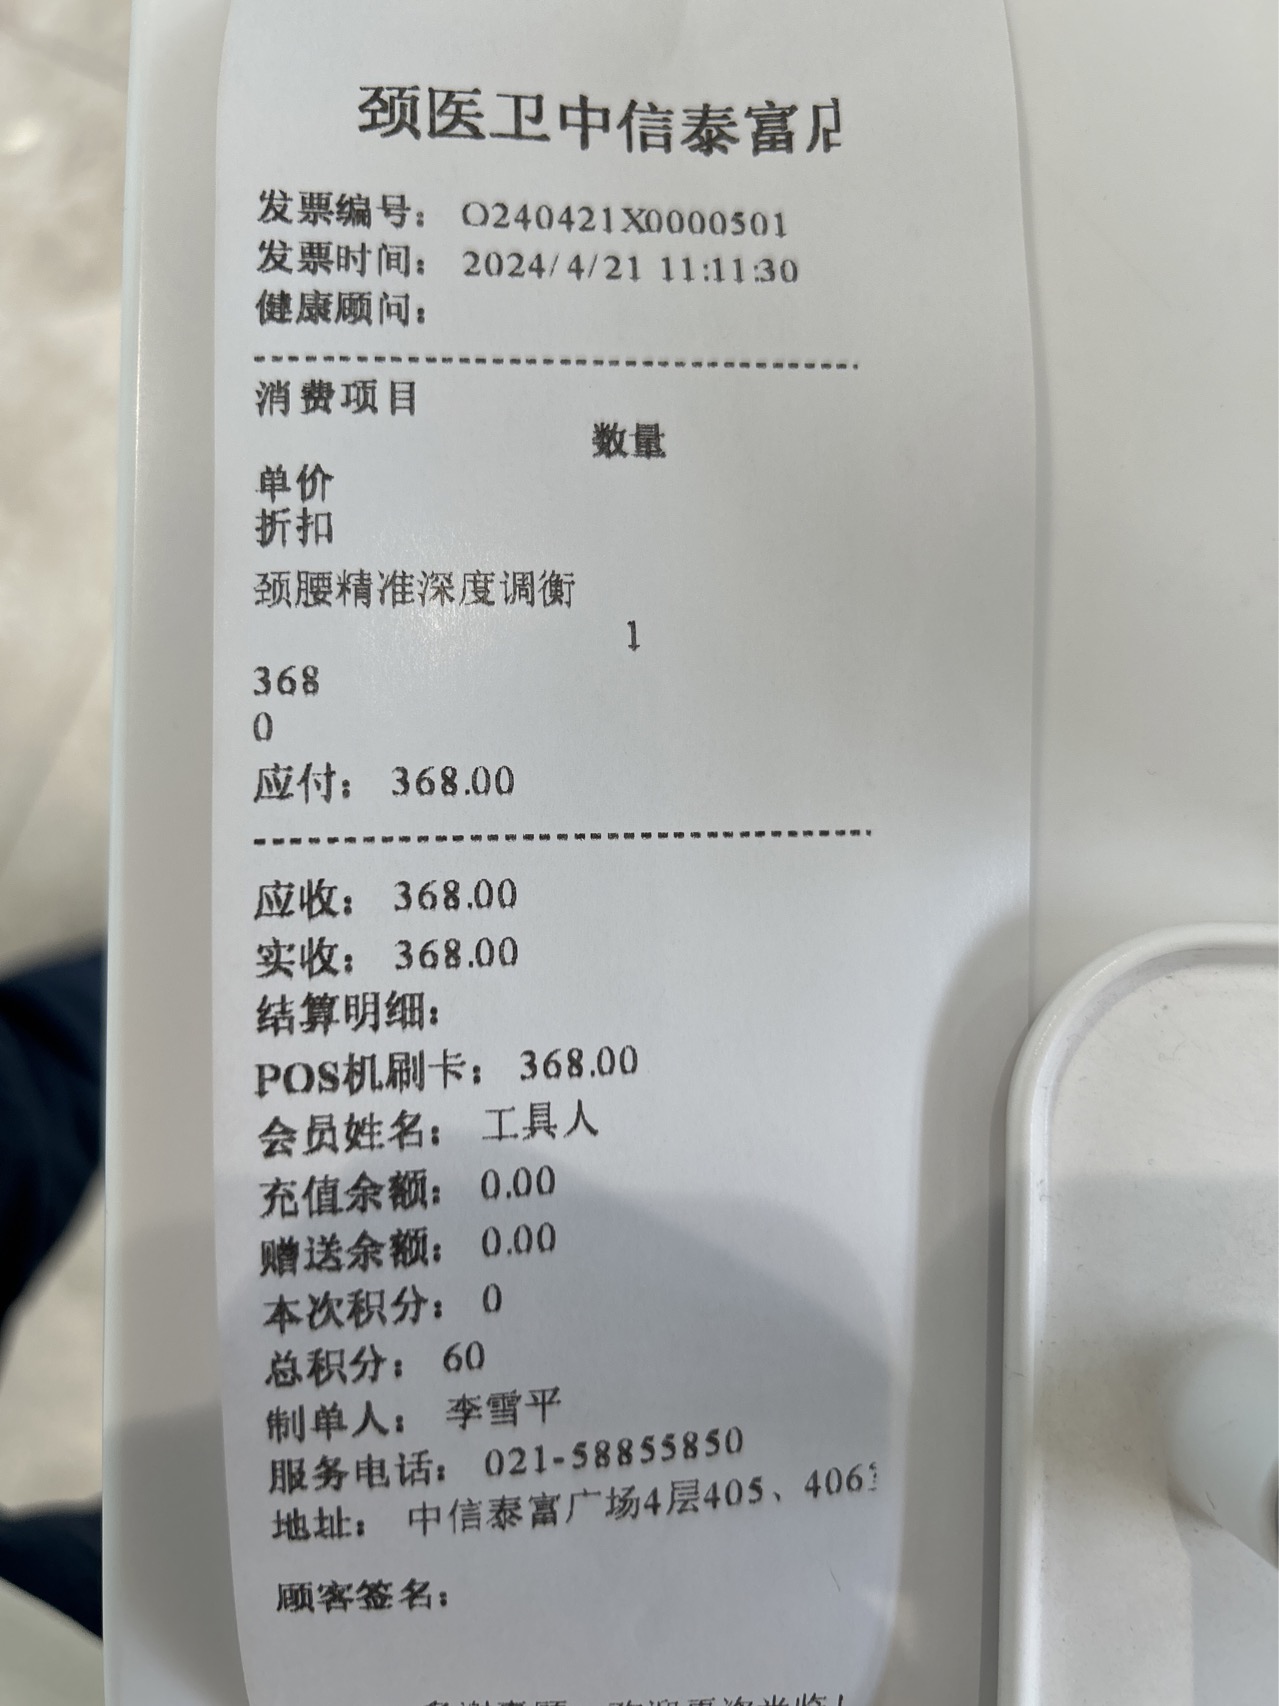 颈医卫中信泰富店
发票编号： O240421X0000501
发票时间： 2024/ 4/21 11:11:30
健康顾问：
消费项目
数量
单价
折扣
颈腰精准深度调衡
1
368
0
应付： 368.00
应收： 368.00
实收： 368.00
结算明细：
POS机刷卡： 368.00
会员姓名： 工具人
充值余额： 0.00
赠送余额： 0.00
本次积分： 0
总积分： 60
制单人： 李雪平
服务电话： 021-58855850
地址： 中信泰富广场4层405、406
顾客签名：